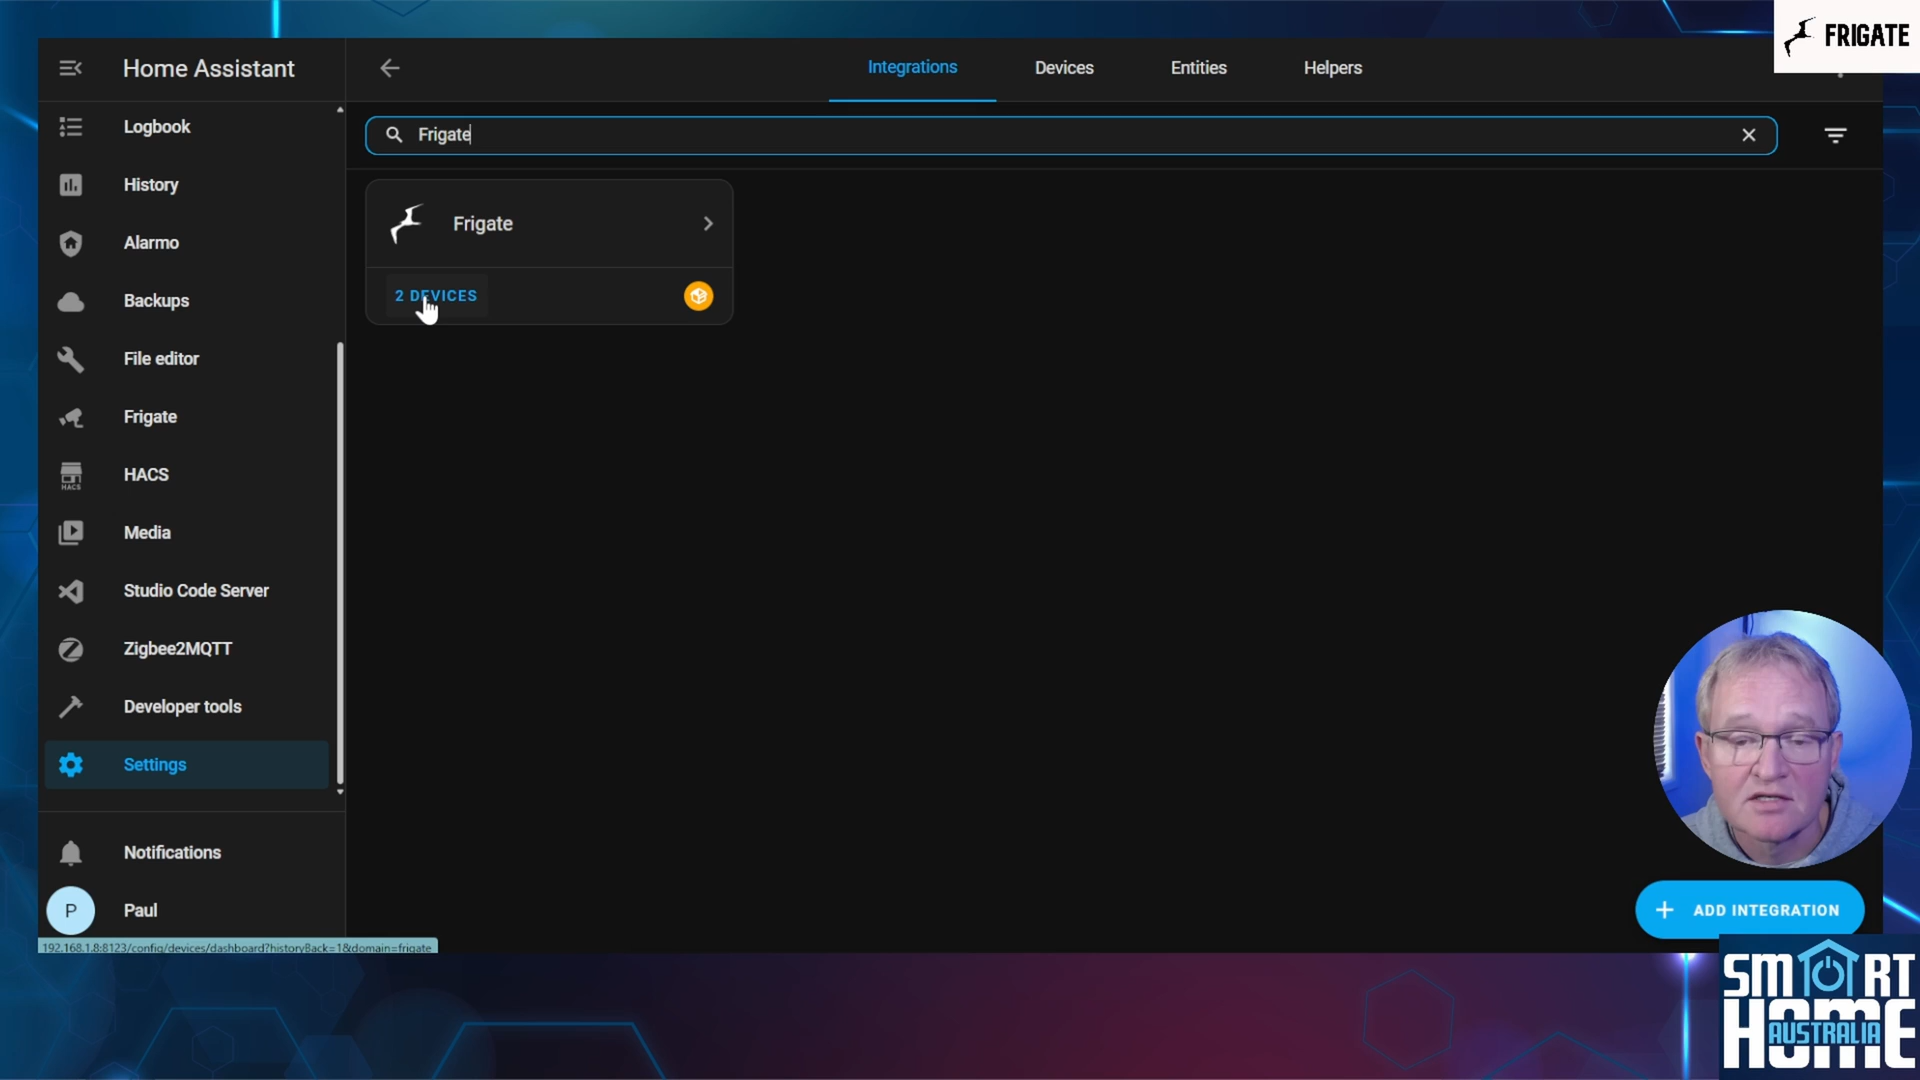 FRIGATE
Home Assistant
Integrations
Devices
Entities
Helpers
Logbook
History
Alarmo
Backups
File editor
Frigate
HACS
HACS
Media
Studio Code Server
Zigbee2MQTT
Developer tools
Settings
Notifications
P
Paul
Frigate
Frigate
2 DEVICES
ADD INTEGRATION
192.168.1.8:8123/config/devices/dashboard?historyBack=1&domain=frigate
SMART
HOME
AUSTRALIA